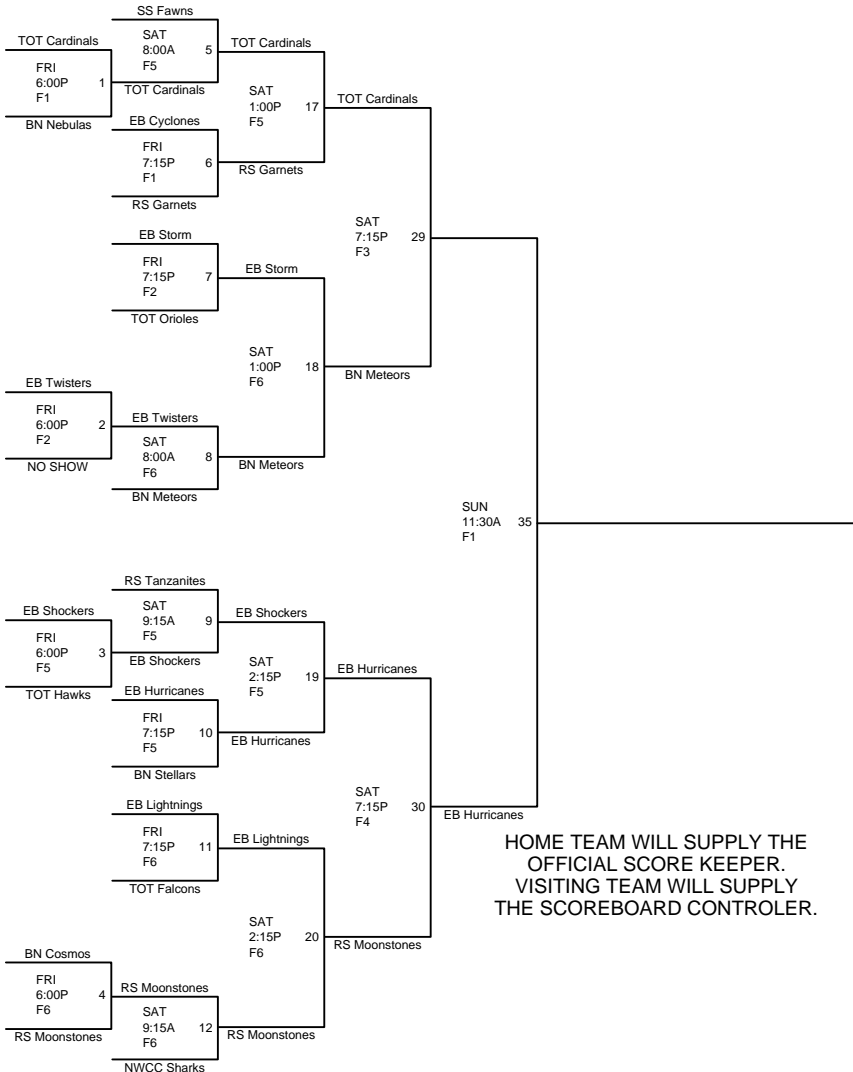 SS Fawns
TOT Cardinals
SAT
8:00A
F5
5
TOT Cardinals
FRI
6:00P
F1
1
TOT Cardinals
BN Nebulas
SAT
1:00P
F5
17
TOT Cardinals
EB Cyclones
FRI
7:15P
F1
6
RS Garnets
RS Garnets
SAT
7:15P
F3
29
EB Storm
FRI
7:15P
F2
7
EB Storm
TOT Orioles
SAT
1:00P
F6
18
BN Meteors
EB Twisters
FRI
6:00P
F2
2
EB Twisters
NO SHOW
SAT
8:00A
F6
8
BN Meteors
BN Meteors
SUN
11:30A
F1
35
RS Tanzanites
EB Shockers
SAT
9:15A
F5
9
EB Shockers
FRI
6:00P
F5
3
EB Shockers
TOT Hawks
SAT
2:15P
F5
19
EB Hurricanes
EB Hurricanes
FRI
7:15P
F5
10
EB Hurricanes
BN Stellars
SAT
7:15P
F4
30
EB Hurricanes
EB Lightnings
FRI
7:15P
F6
11
EB Lightnings
TOT Falcons
SAT
2:15P
F6
20
RS Moonstones
BN Cosmos
FRI
6:00P
F6
4
RS Moonstones
RS Moonstones
SAT
9:15A
F6
12
RS Moonstones
NWCC Sharks
HOME TEAM WILL SUPPLY THE
OFFICIAL SCORE KEEPER.
VISITING TEAM WILL SUPPLY
THE SCOREBOARD CONTROLER.